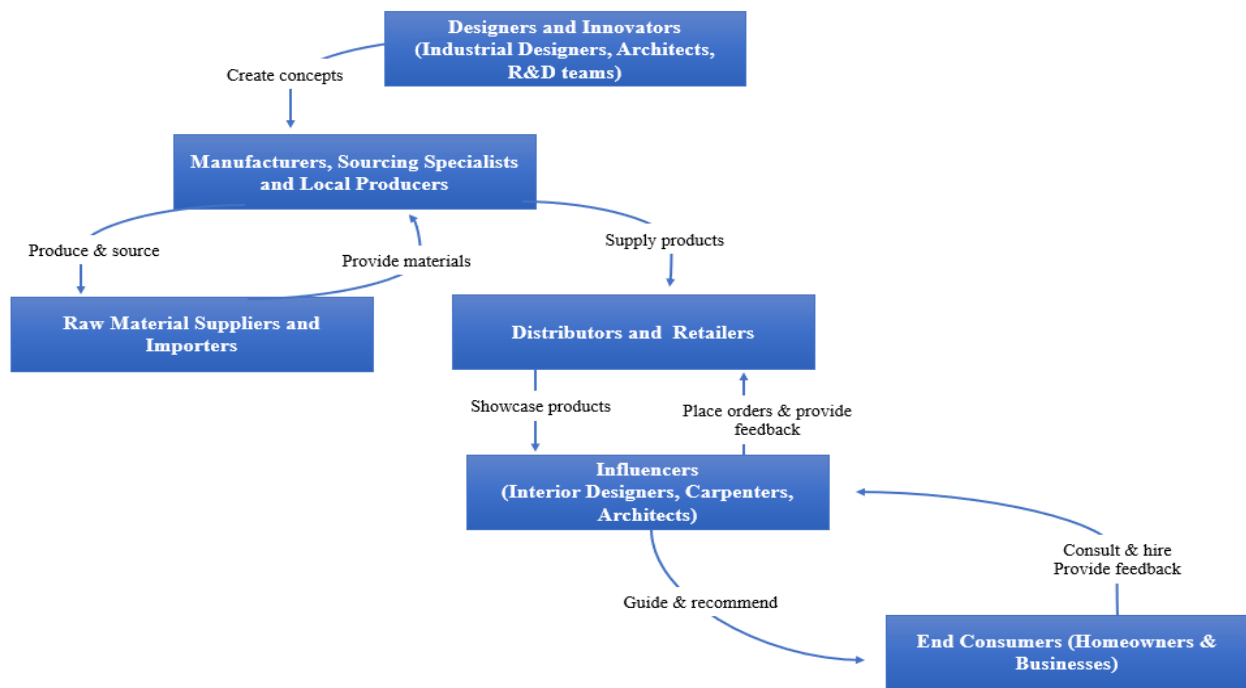 Designers and Innovators
(Industrial Designers, Architects,
R&D teams)
Create concepts
Manufacturers, Sourcing Specialists
and Local Producers
Produce & source
Provide materials
Supply products
Raw Material Suppliers and
Importers
Distributors and Retailers
Showcase products
Place orders & provide
feedback
Influencers
(Interior Designers, Carpenters,
Architects)
Consult & hire
Provide feedback
Guide & recommend
End Consumers (Homeowners &
Businesses)